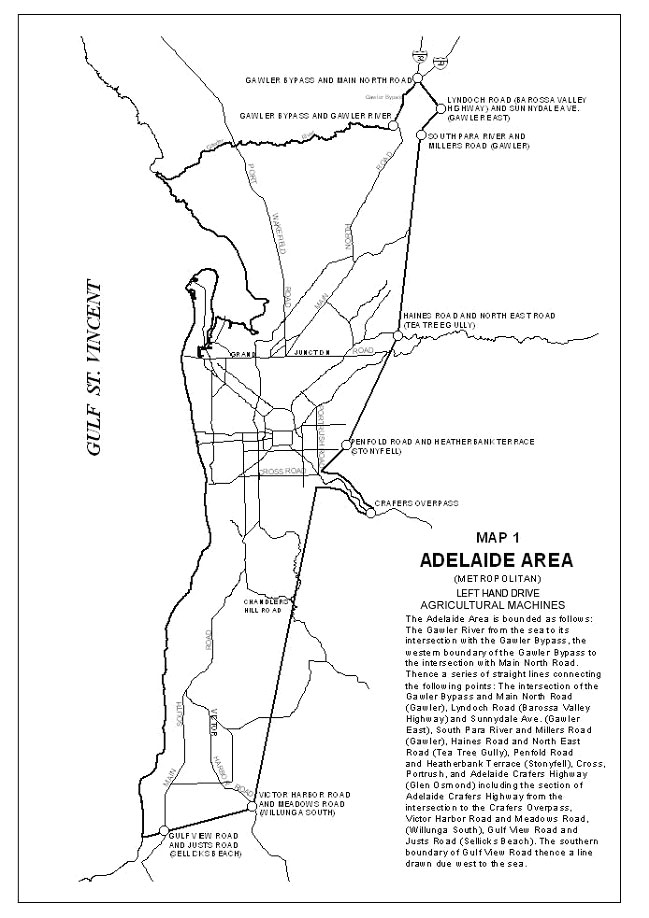 GAWLER BYPASS AND MAIN NORTH ROAD
Gawler Bypass
LYNDOCH ROAD (BAROSSA VALLEY
HIGHWAY) AND SUNNYDALE AVE.
(GAWLER EAST)
GAWLER BYPASS AND GAWLER RIVER
SOUTH PARA RIVER AND
MILLERS ROAD (GAWLER)
Gawler
River
ROAD
PORT
WAKEFIELD
ROAD
NORTH
MAIN
HAINES ROAD AND NORTH EAST ROAD
(TEA TREE GULLY)
GULF ST. VINCENT
GRAND
JUNCTION
ROAD
PORTRUSH ROAD
PENFOLD ROAD AND HEATHERBANK TERRACE
(STONYFELL)
CROSS ROAD
CRAFERS OVERPASS
MAP 1
ADELAIDE AREA
(METROPOLITAN)
LEFT HAND DRIVE
AGRICULTURAL MACHINES
The Adelaide Area is bounded as follows:
The Gawler River from the sea to its
intersection with the Gawler Bypass, the
western boundary of the Gawler Bypass to
the intersection with Main North Road.
Thence a series of straight lines connecting
the following points: The intersection of the
Gawler Bypass and Main North Road
(Gawler), Lyndoch Road (Barossa Valley
Highway) and Sunnydale Ave. (Gawler
East), South Para River and Millers Road
(Gawler), Haines Road and North East
Road (Tea Tree Gully), Penfold Road
and Heatherbank Terrace (Stonyfell), Cross,
Portrush, and Adelaide Crafers Highway
(Glen Osmond) including the section of
Adelaide Crafers Highway from the
intersection to the Crafers Overpass,
Victor Harbor Road and Meadows Road,
(Willunga South), Gulf View Road and
Justs Road (Sellicks Beach). The southern
boundary of Gulf View Road thence a line
drawn due west to the sea.
CHANDLERS
HILL ROAD
ROAD
SOUTH
MAIN
VICTOR
HARBOR
ROAD
VICTOR HARBOR ROAD
AND MEADOWS ROAD
(WILLUNGA SOUTH)
GULF VIEW ROAD
AND JUSTS ROAD
(SELLICKS BEACH)